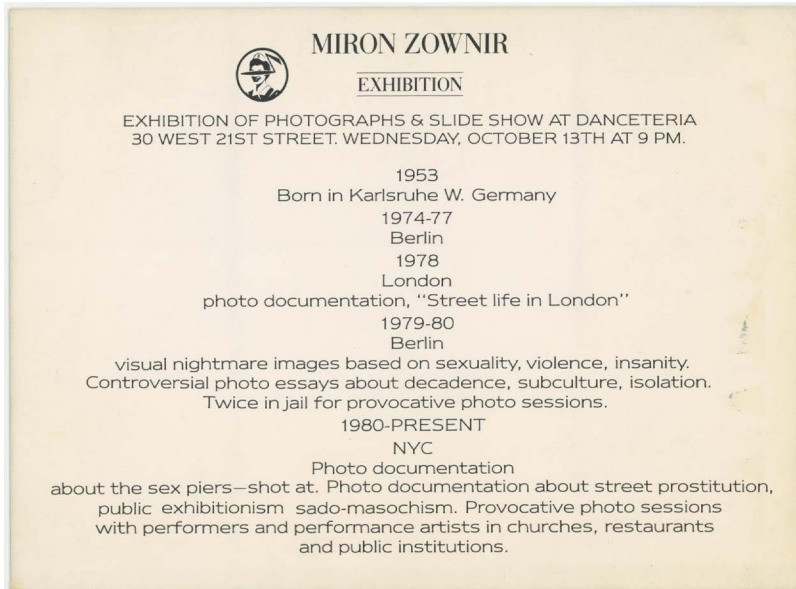 MIRON ZOWNIR
EXHIBITION
EXHIBITION OF PHOTOGRAPHS & SLIDE SHOW AT DANCETERIA
30 WEST 21ST STREET. WEDNESDAY, OCTOBER 13TH AT 9 PM.
1953
Born in Karlsruhe W. Germany
1974-77
Berlin
1978
London
photo documentation, "Street life in London"
1979-80
Berlin
visual nightmare images based on sexuality, violence, insanity.
Controversial photo essays about decadence, subculture, isolation.
Twice in jail for provocative photo sessions.
1980-PRESENT
NYC
Photo documentation
about the sex piers—shot at. Photo documentation about street prostitution,
public exhibitionism sado-masochism. Provocative photo sessions
with performers and performance artists in churches, restaurants
and public institutions.